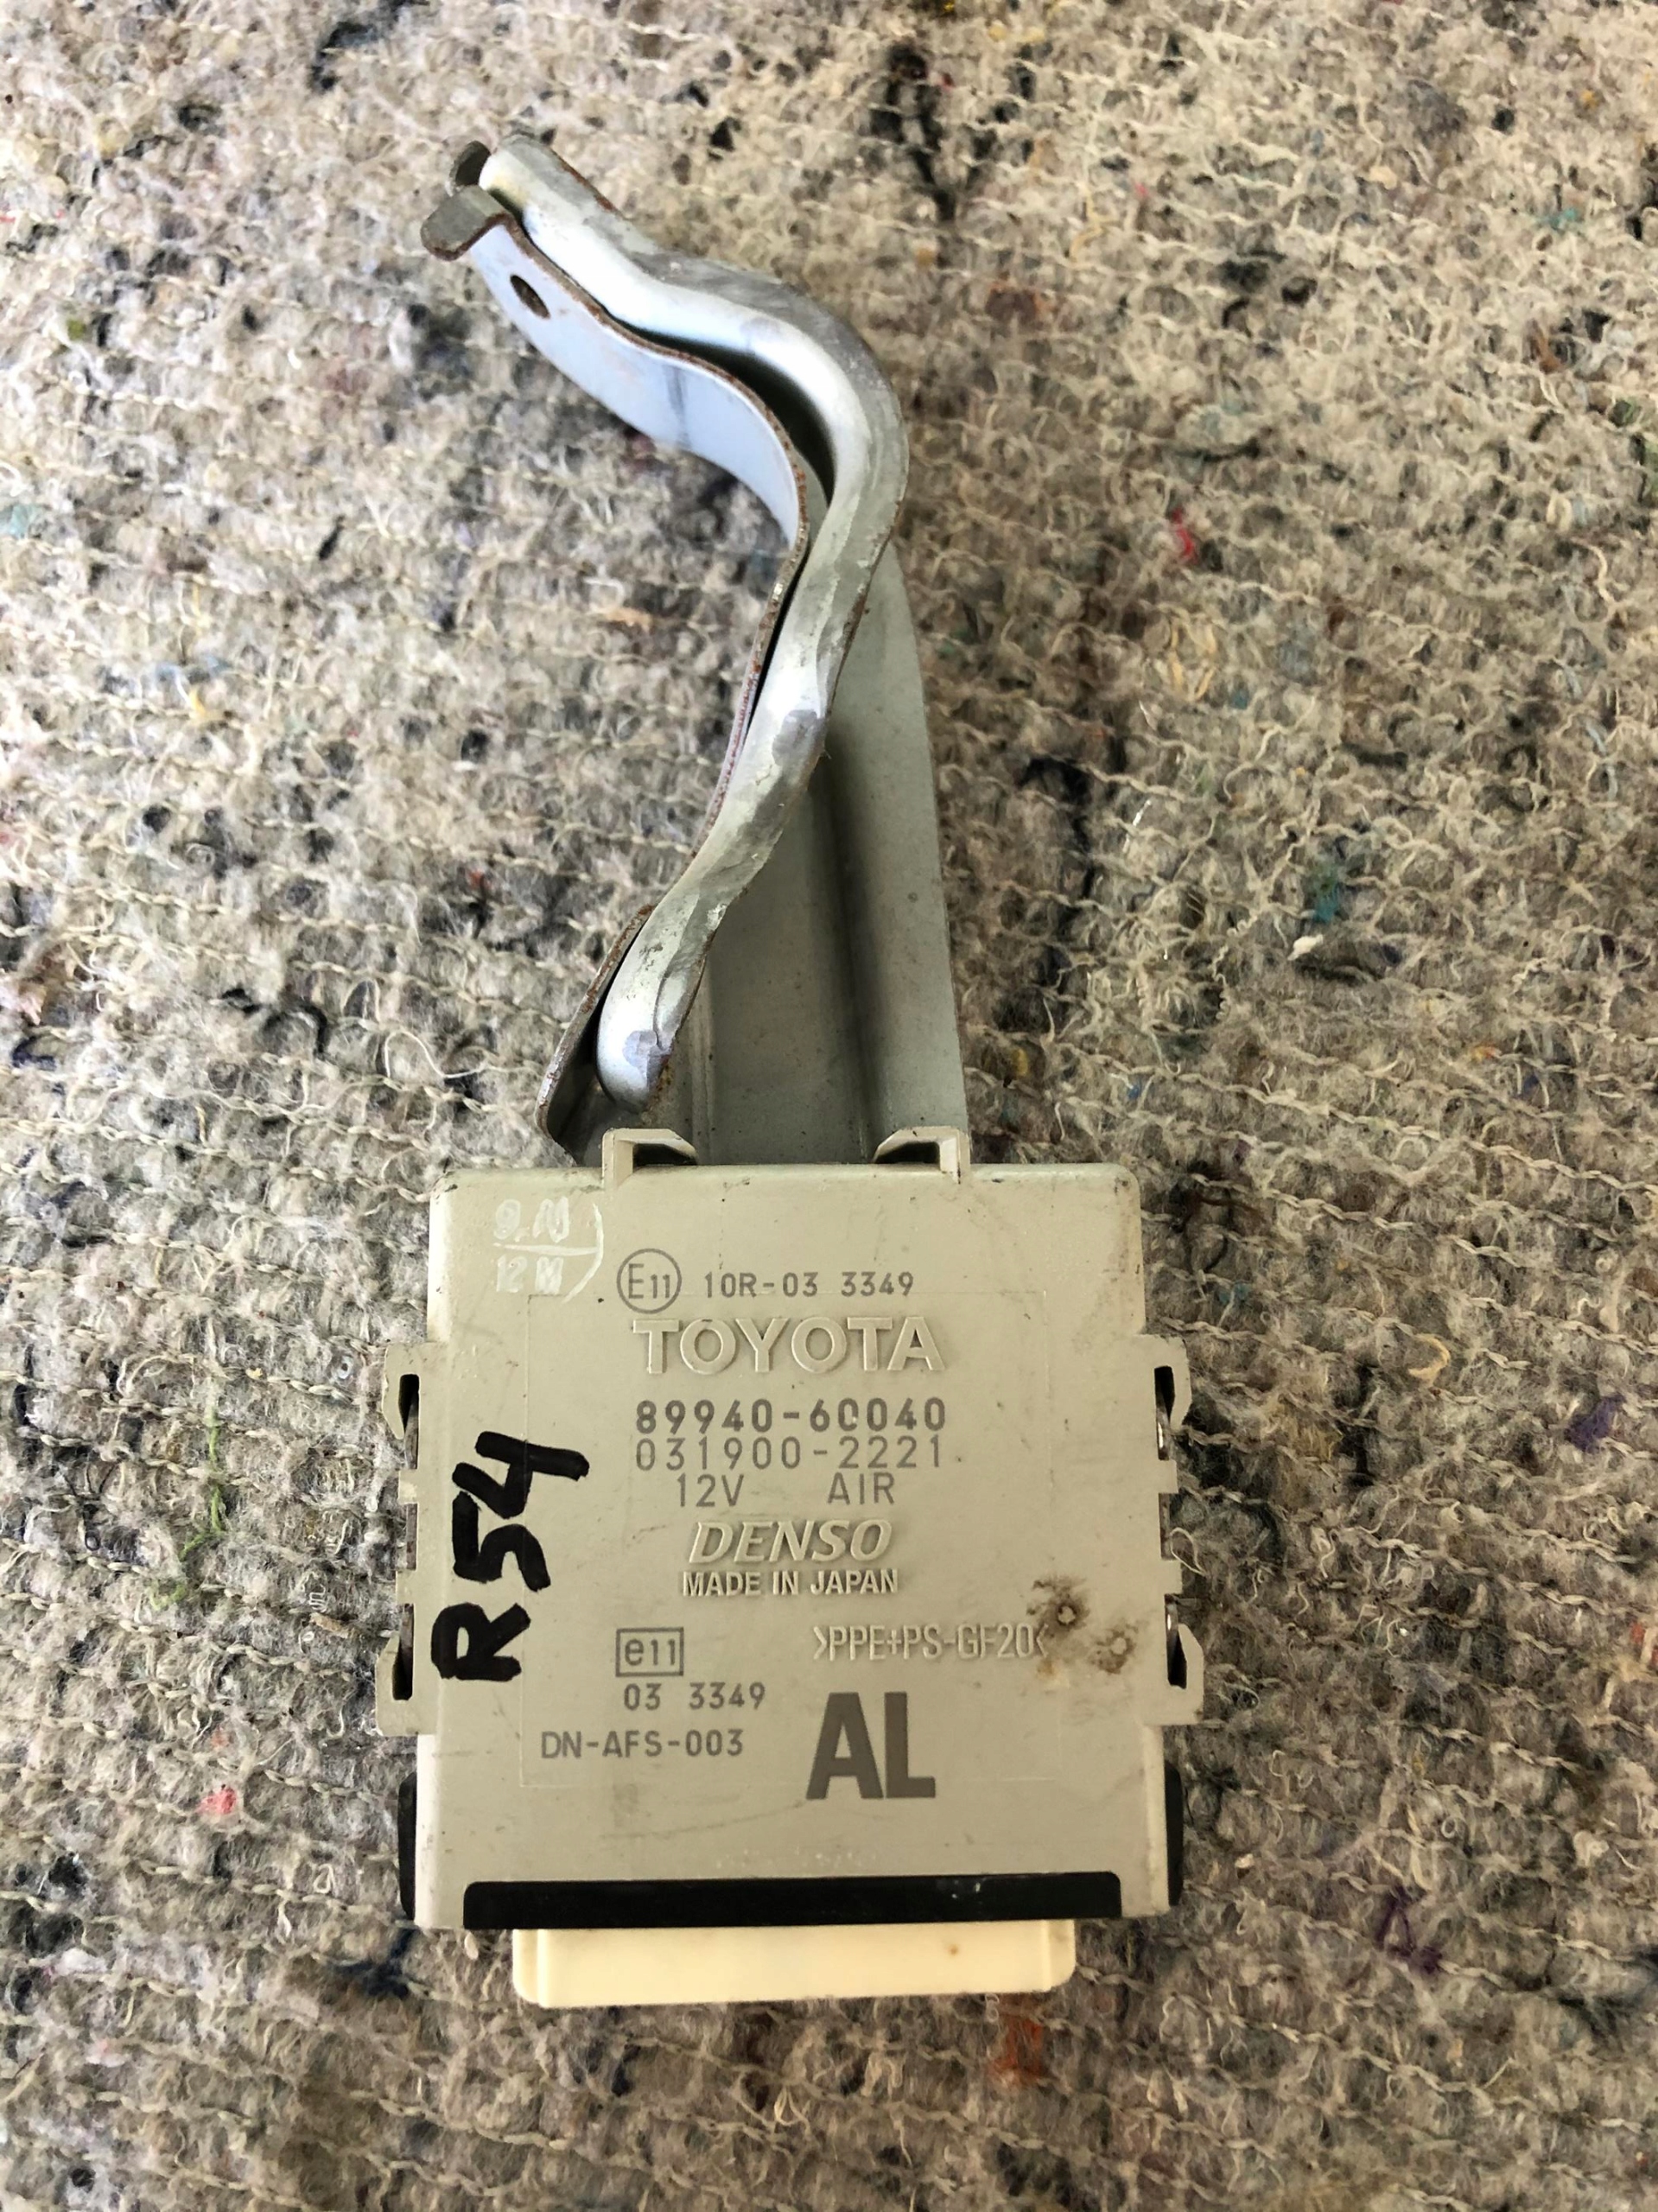 E11 10R-03 3349
TOYOTA
89940-60040
031900-2221
12V AIR
DENSO
MADE IN JAPAN
>PPE+PS-GF20<
e11
03 3349
DN-AFS-003
AL
R54
12M